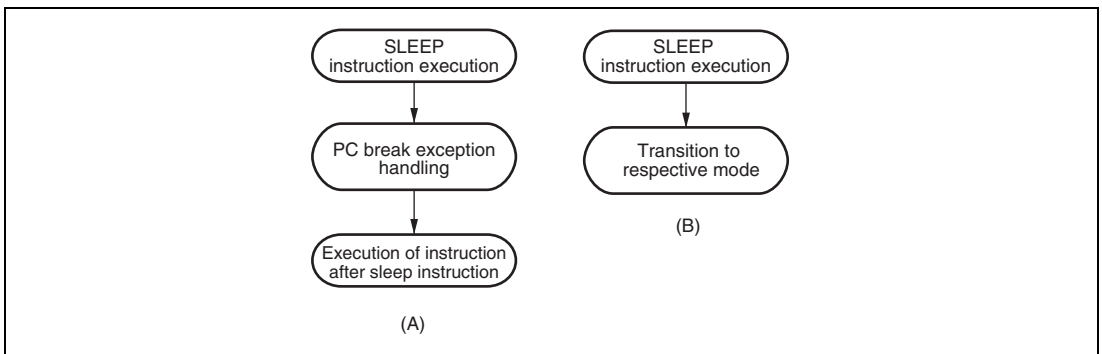 SLEEP
instruction execution
PC break exception
handling
Execution of instruction
after sleep instruction
(A)
SLEEP
instruction execution
Transition to
respective mode
(B)